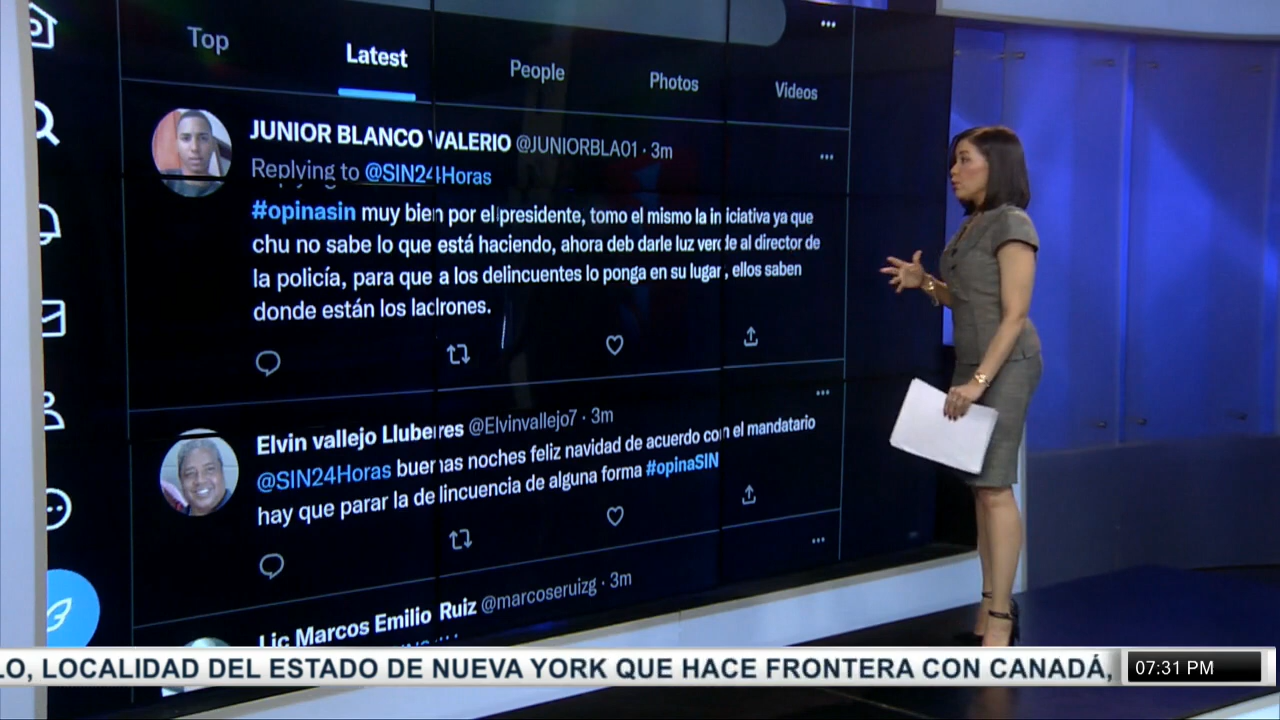 Top Latest People Photos Videos
JUNIOR BLANCO VALERIO @JUNIORBLA01 · 3m
Replying to @SIN24Horas
#opinasin muy bien por el presidente, tomo el mismo la iniciativa ya que
chu no sabe lo que está haciendo, ahora deb darle luz verde al director de
la policía, para que a los delincuentes lo ponga en su lugar, ellos saben
donde están los ladrones.
Elvin vallejo Lluberes @Elvinvallejo7 · 3m
@SIN24Horas buenas noches feliz navidad de acuerdo con el mandatario
hay que parar la delincuencia de alguna forma #opinaSIN
Lic Marcos Emilio Ruiz @marcoseruizg · 3m
LO, LOCALIDAD DEL ESTADO DE NUEVA YORK QUE HACE FRONTERA CON CANADÁ,
07:31 PM